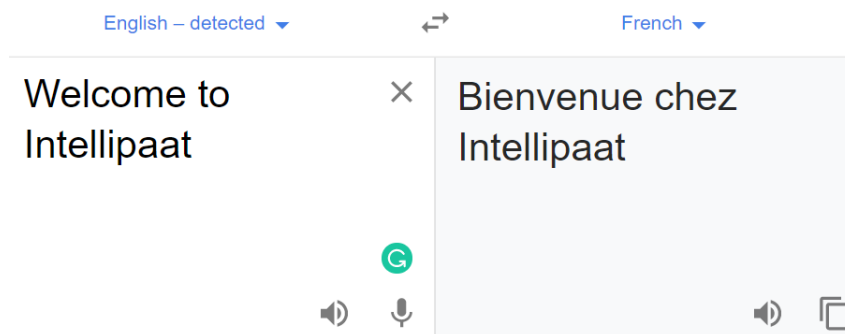 English – detected
French
Welcome to
Intellipaat
Bienvenue chez
Intellipaat